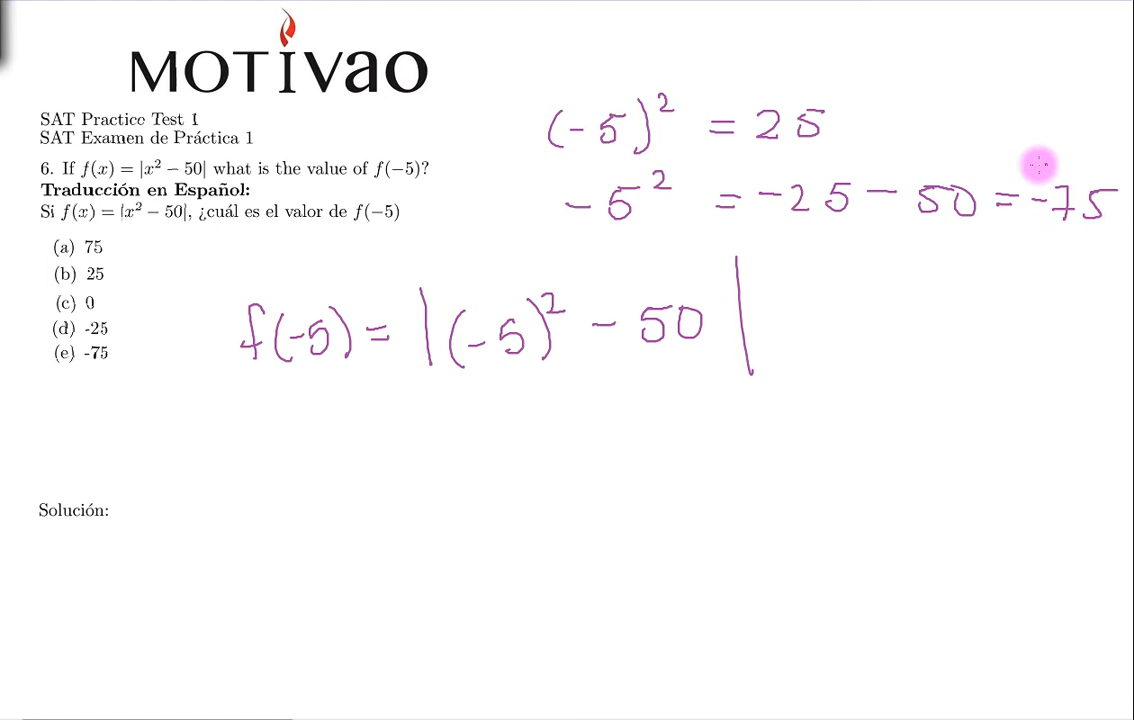 MOTivao
SAT Practice Test 1
SAT Examen de Práctica 1
6. If f(x) = |x² − 50| what is the value of f(−5)?
Traducción en Español:
Si f(x) = |x² − 50|, ¿cuál es el valor de f(−5)
(a) 75
(b) 25
(c) 0
(d) -25
(e) -75
(-5)² = 25
-5² = -25 - 50 = -75
f(-5) = |(-5)² - 50|
Solución: